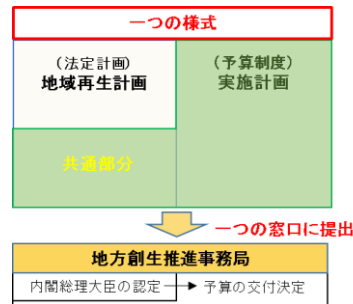 一つの様式
（法定計画）
地域再生計画
（予算制度）
実施計画
共通部分
一つの窓口に提出
地方創生推進事務局
内閣総理大臣の認定
予算の交付決定